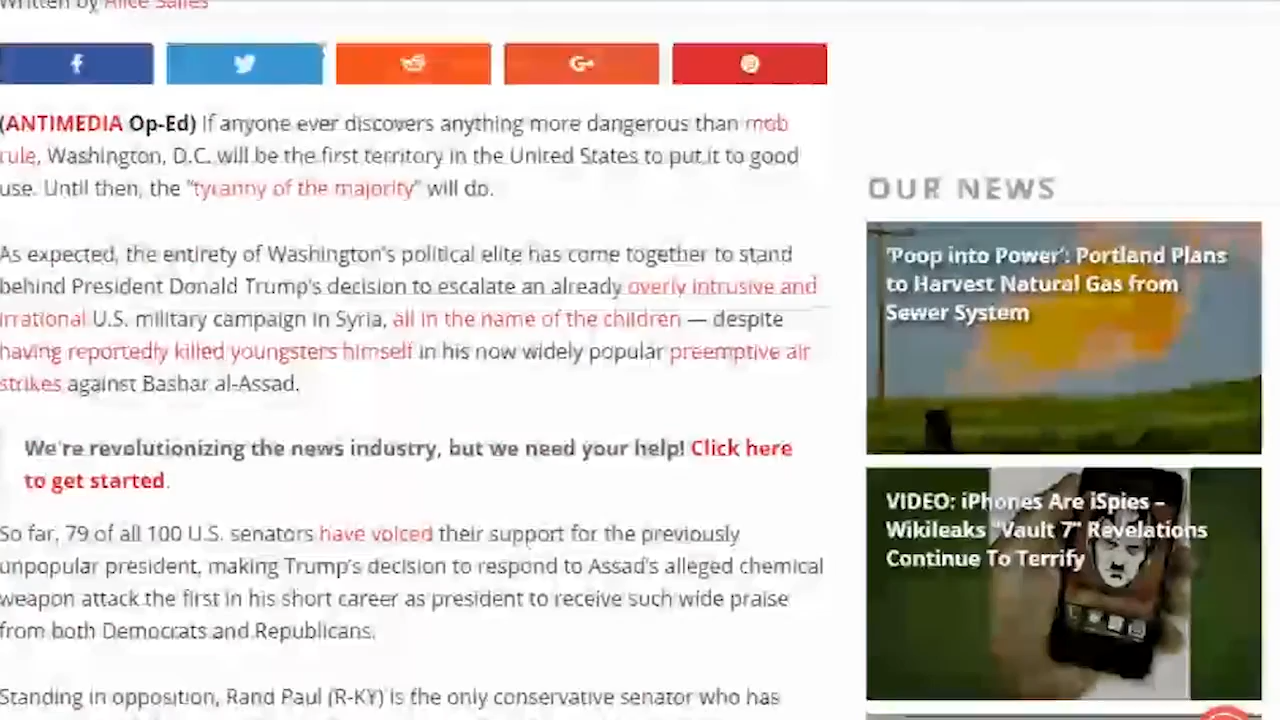 Written by Alice Salles
(ANTIMEDIA Op-Ed) If anyone ever discovers anything more dangerous than mob
rule, Washington, D.C. will be the first territory in the United States to put it to good
use. Until then, the “tyranny of the majority” will do.
As expected, the entirety of Washington’s political elite has come together to stand
behind President Donald Trump’s decision to escalate an already overly intrusive and
irrational U.S. military campaign in Syria, all in the name of the children — despite
having reportedly killed youngsters himself in his now widely popular preemptive air
strikes against Bashar al-Assad.
We're revolutionizing the news industry, but we need your help! Click here
to get started.
So far, 79 of all 100 U.S. senators have voiced their support for the previously
unpopular president, making Trump’s decision to respond to Assad’s alleged chemical
weapon attack the first in his short career as president to receive such wide praise
from both Democrats and Republicans.
Standing in opposition, Rand Paul (R-KY) is the only conservative senator who has
OUR NEWS
‘Poop into Power’: Portland Plans
to Harvest Natural Gas from
Sewer System
VIDEO: iPhones Are iSpies –
Wikileaks “Vault 7” Revelations
Continue To Terrify